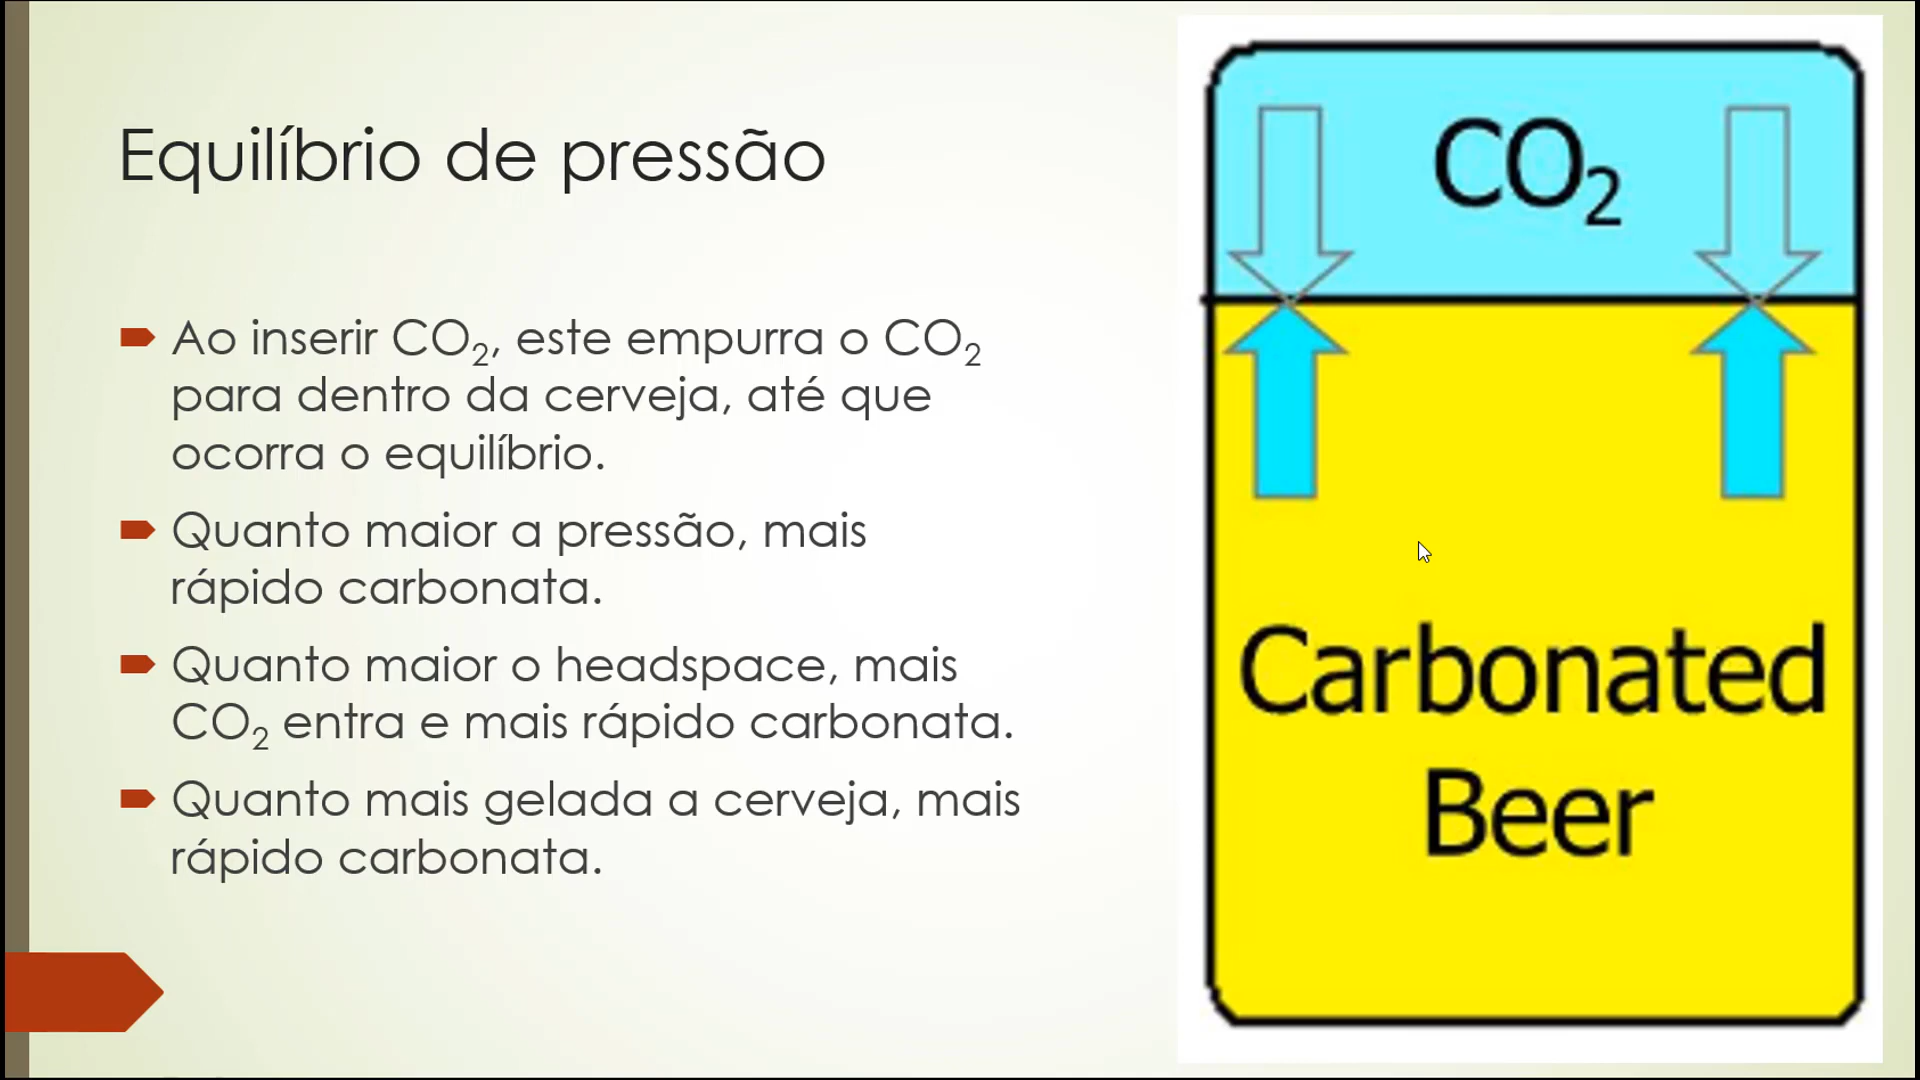 Equilíbrio de pressão
Ao inserir CO₂, este empurra o CO₂
para dentro da cerveja, até que
ocorra o equilíbrio.
Quanto maior a pressão, mais
rápido carbonata.
Quanto maior o headspace, mais
CO₂ entra e mais rápido carbonata.
Quanto mais gelada a cerveja, mais
rápido carbonata.
CO₂
Carbonated
Beer